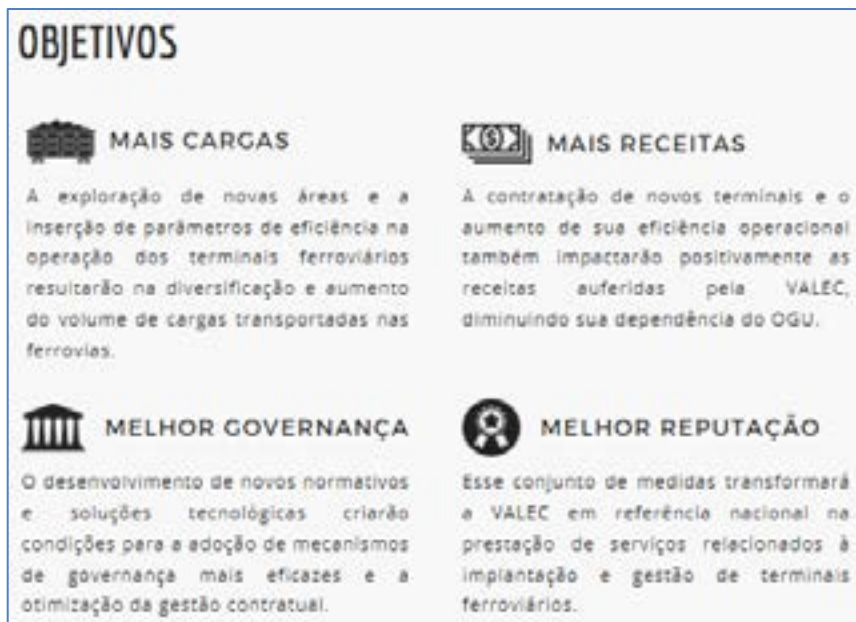 OBJETIVOS
MAIS CARGAS
A exploração de novas áreas e a
inserção de parâmetros de eficiência na
operação dos terminais ferroviários
resultarão na diversificação e aumento
do volume de cargas transportadas nas
ferrovias.
MAIS RECEITAS
A contratação de novos terminais e o
aumento de sua eficiência operacional
também impactarão positivamente as
receitas auferidas pela VALEC,
diminuindo sua dependência do OGU.
MELHOR GOVERNANÇA
O desenvolvimento de novos normativos
e soluções tecnológicas criarão
condições para a adoção de mecanismos
de governança mais eficazes e a
otimização da gestão contratual.
MELHOR REPUTAÇÃO
Esse conjunto de medidas transformará
a VALEC em referência nacional na
prestação de serviços relacionados à
implantação e gestão de terminais
ferroviários.